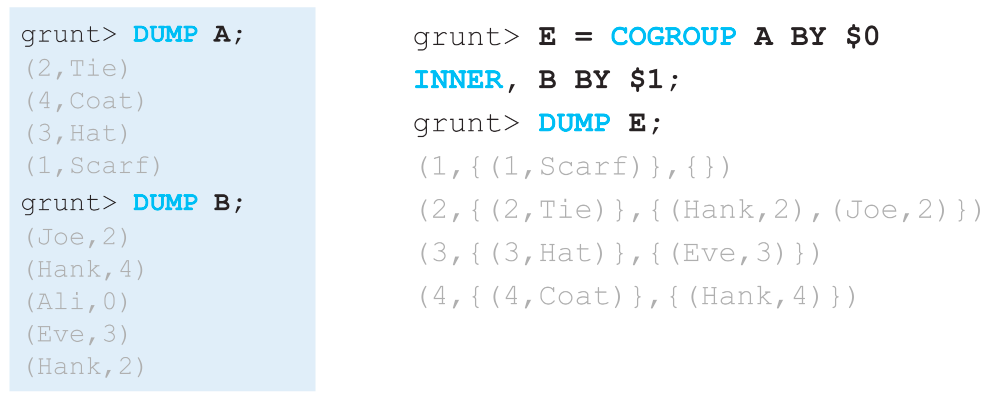 grunt> DUMP A;
(2,Tie)
(4,Coat)
(3,Hat)
(1,Scarf)
grunt> DUMP B;
(Joe,2)
(Hank,4)
(Ali,0)
(Eve,3)
(Hank,2)
grunt> E = COGROUP A BY $0
INNER, B BY $1;
grunt> DUMP E;
(1,{(1,Scarf)},{})
(2,{(2,Tie)},{(Hank,2),(Joe,2)})
(3,{(3,Hat)},{(Eve,3)})
(4,{(4,Coat)},{(Hank,4)})